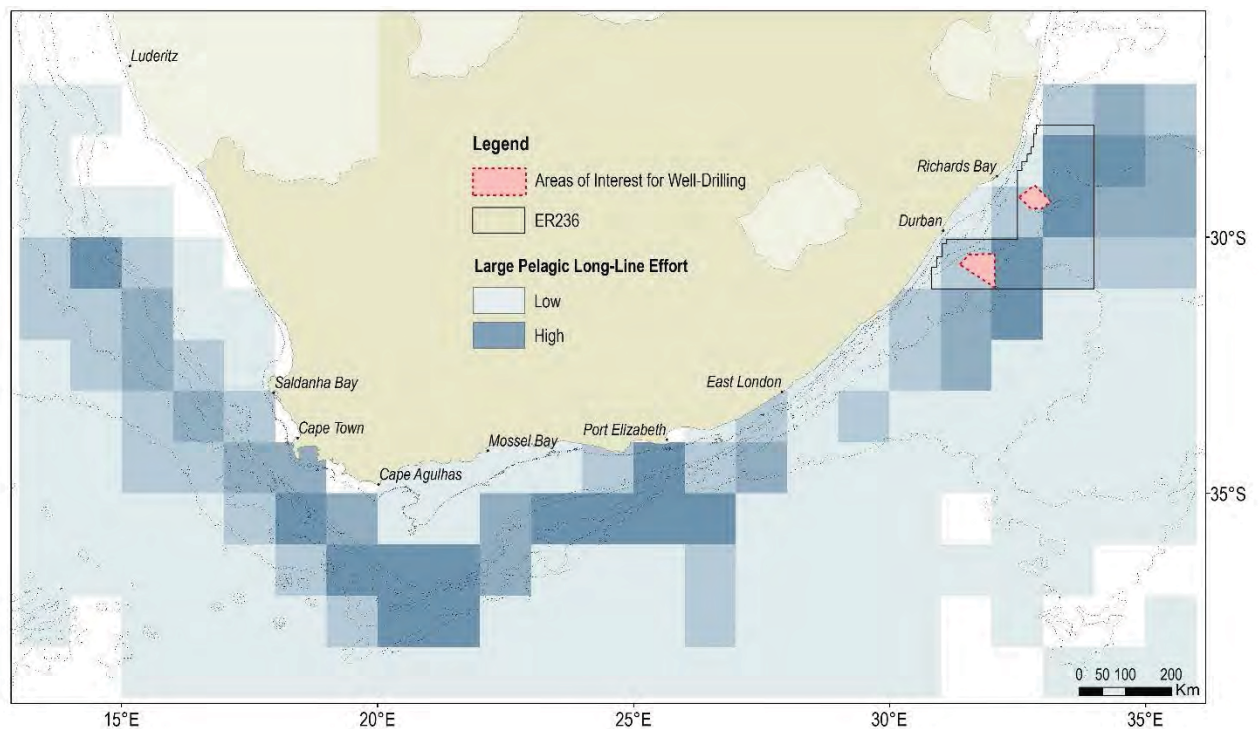 Luderitz
Legend
Areas of Interest for Well-Drilling
ER236
Large Pelagic Long-Line Effort
Low
High
Richards Bay
Durban
30°S
Saldanha Bay
East London
Cape Town
Port Elizabeth
Mossel Bay
Cape Agulhas
35°S
0 50 100 200
Km
15°E 20°E 25°E 30°E 35°E